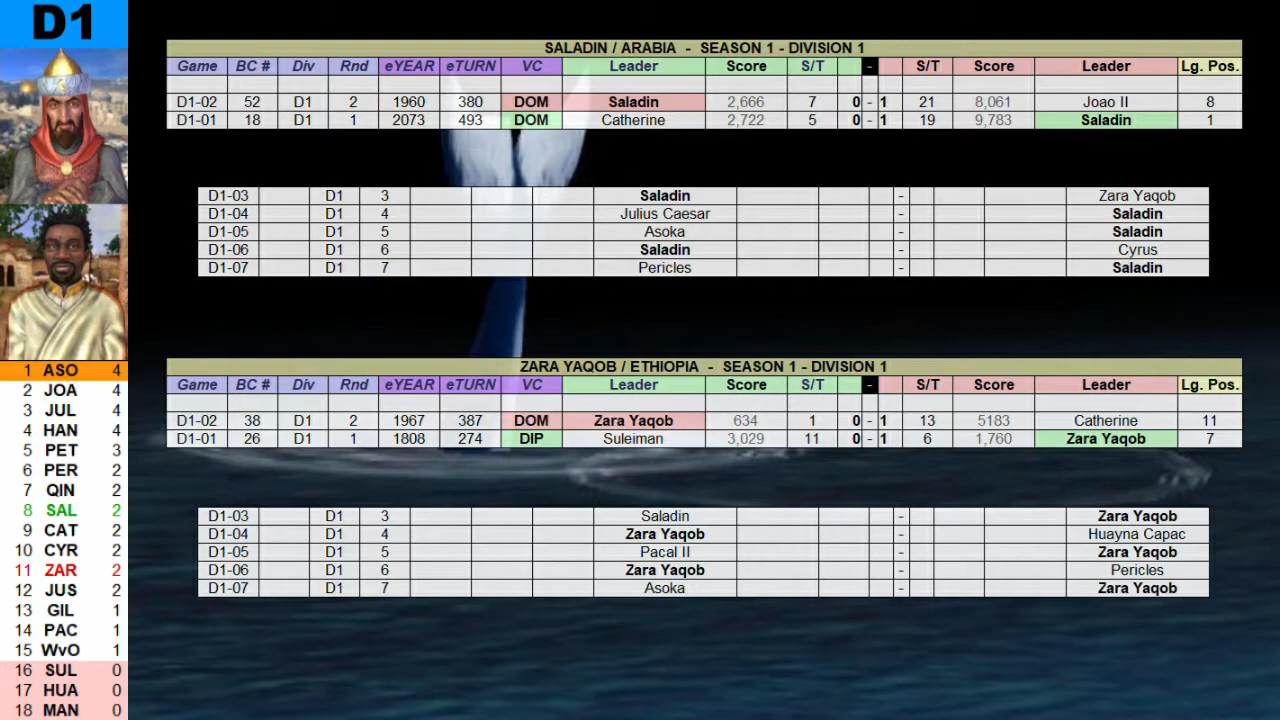 D1
SALADIN / ARABIA - SEASON 1 - DIVISION 1
Game BC # Div Rnd eYEAR eTURN VC Leader Score S/T - S/T Score Leader Lg. Pos.
D1-02 52 D1 2 1960 380 DOM Saladin 2,666 7 0 - 1 21 8,061 Joao II 8
D1-01 18 D1 1 2073 493 DOM Catherine 2,722 5 0 - 1 19 9,783 Saladin 1
D1-03 D1 3 Saladin - Zara Yaqob
D1-04 D1 4 Julius Caesar - Saladin
D1-05 D1 5 Asoka - Saladin
D1-06 D1 6 Saladin - Cyrus
D1-07 D1 7 Pericles - Saladin
ZARA YAQOB / ETHIOPIA - SEASON 1 - DIVISION 1
Game BC # Div Rnd eYEAR eTURN VC Leader Score S/T - S/T Score Leader Lg. Pos.
D1-02 38 D1 2 1967 387 DOM Zara Yaqob 634 1 0 - 1 13 5183 Catherine 11
D1-01 26 D1 1 1808 274 DIP Suleiman 3,029 11 0 - 1 6 1,760 Zara Yaqob 7
D1-03 D1 3 Saladin - Zara Yaqob
D1-04 D1 4 Zara Yaqob - Huayna Capac
D1-05 D1 5 Pacal II - Zara Yaqob
D1-06 D1 6 Zara Yaqob - Pericles
D1-07 D1 7 Asoka - Zara Yaqob
1 ASO 4
2 JOA 4
3 JUL 4
4 HAN 4
5 PET 3
6 PER 2
7 QIN 2
8 SAL 2
9 CAT 2
10 CYR 2
11 ZAR 2
12 JUS 2
13 GIL 1
14 PAC 1
15 WvO 1
16 SUL 0
17 HUA 0
18 MAN 0